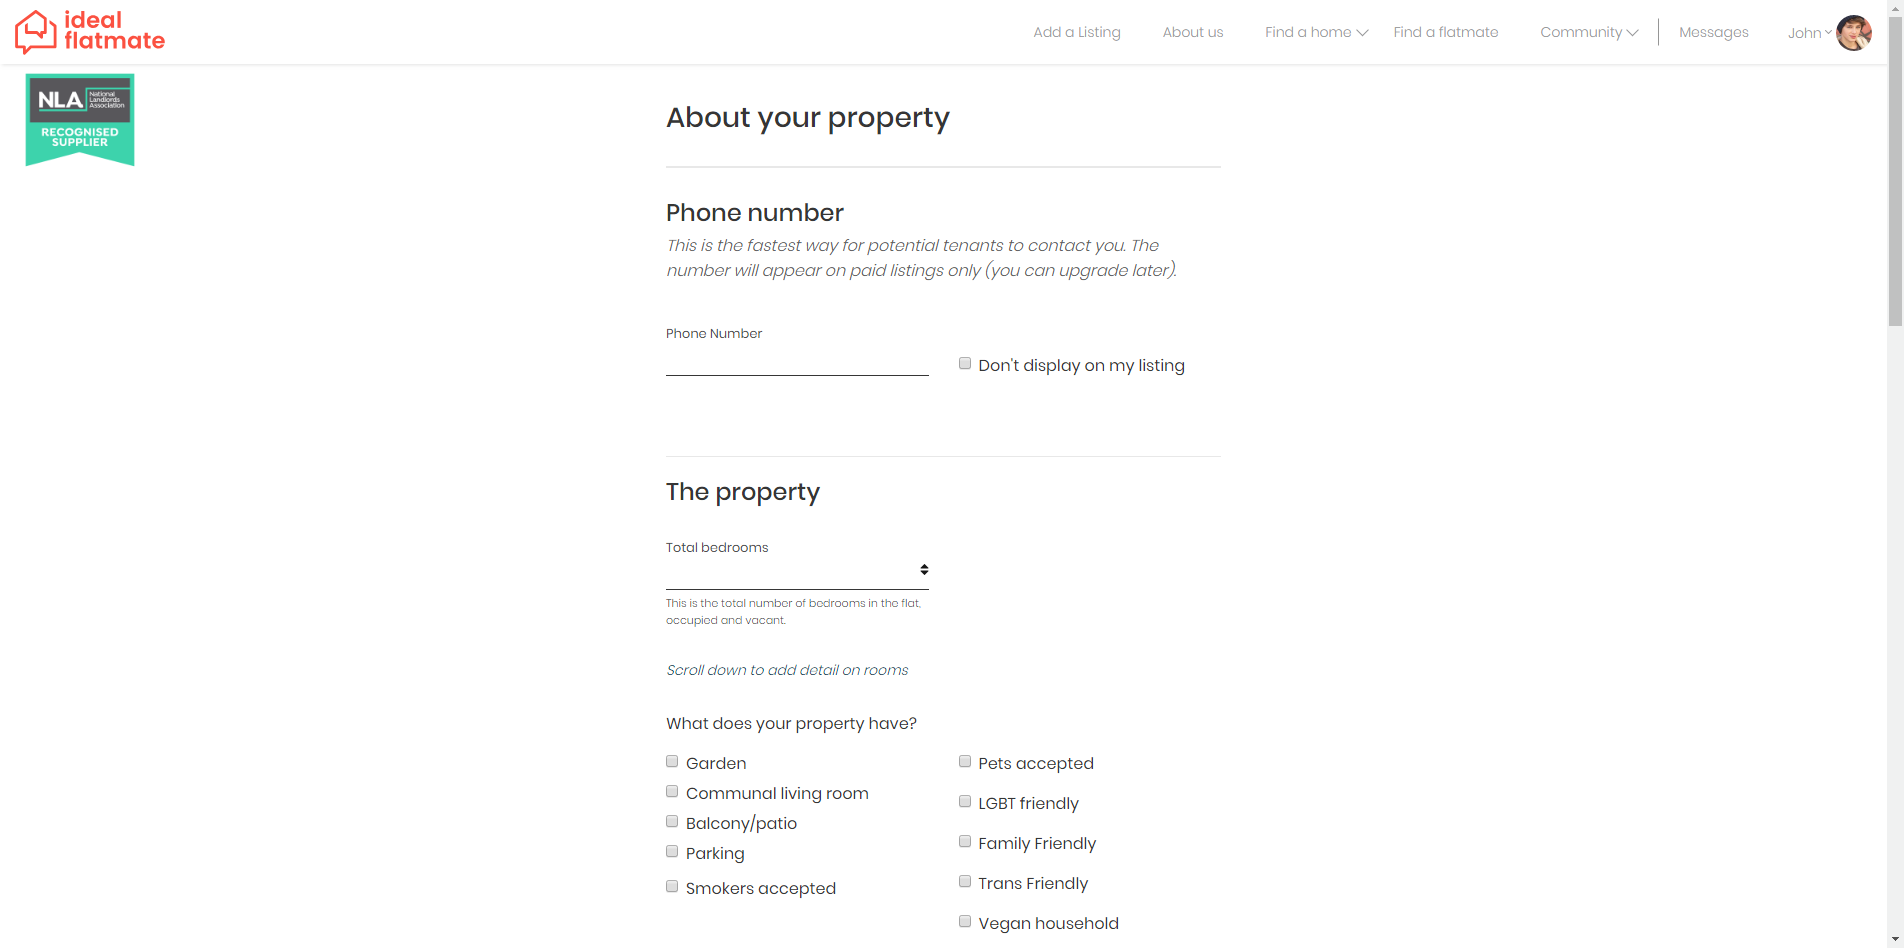 ideal
flatmate
Add a Listing
About us
Find a home
Find a flatmate
Community
Messages
John
NLA
National
Landlords
Association
RECOGNISED
SUPPLIER
About your property
Phone number
This is the fastest way for potential tenants to contact you. The
number will appear on paid listings only (you can upgrade later).
Phone Number
Don't display on my listing
The property
Total bedrooms
This is the total number of bedrooms in the flat,
occupied and vacant.
Scroll down to add detail on rooms
What does your property have?
Garden
Communal living room
Balcony/patio
Parking
Smokers accepted
Pets accepted
LGBT friendly
Family Friendly
Trans Friendly
Vegan household